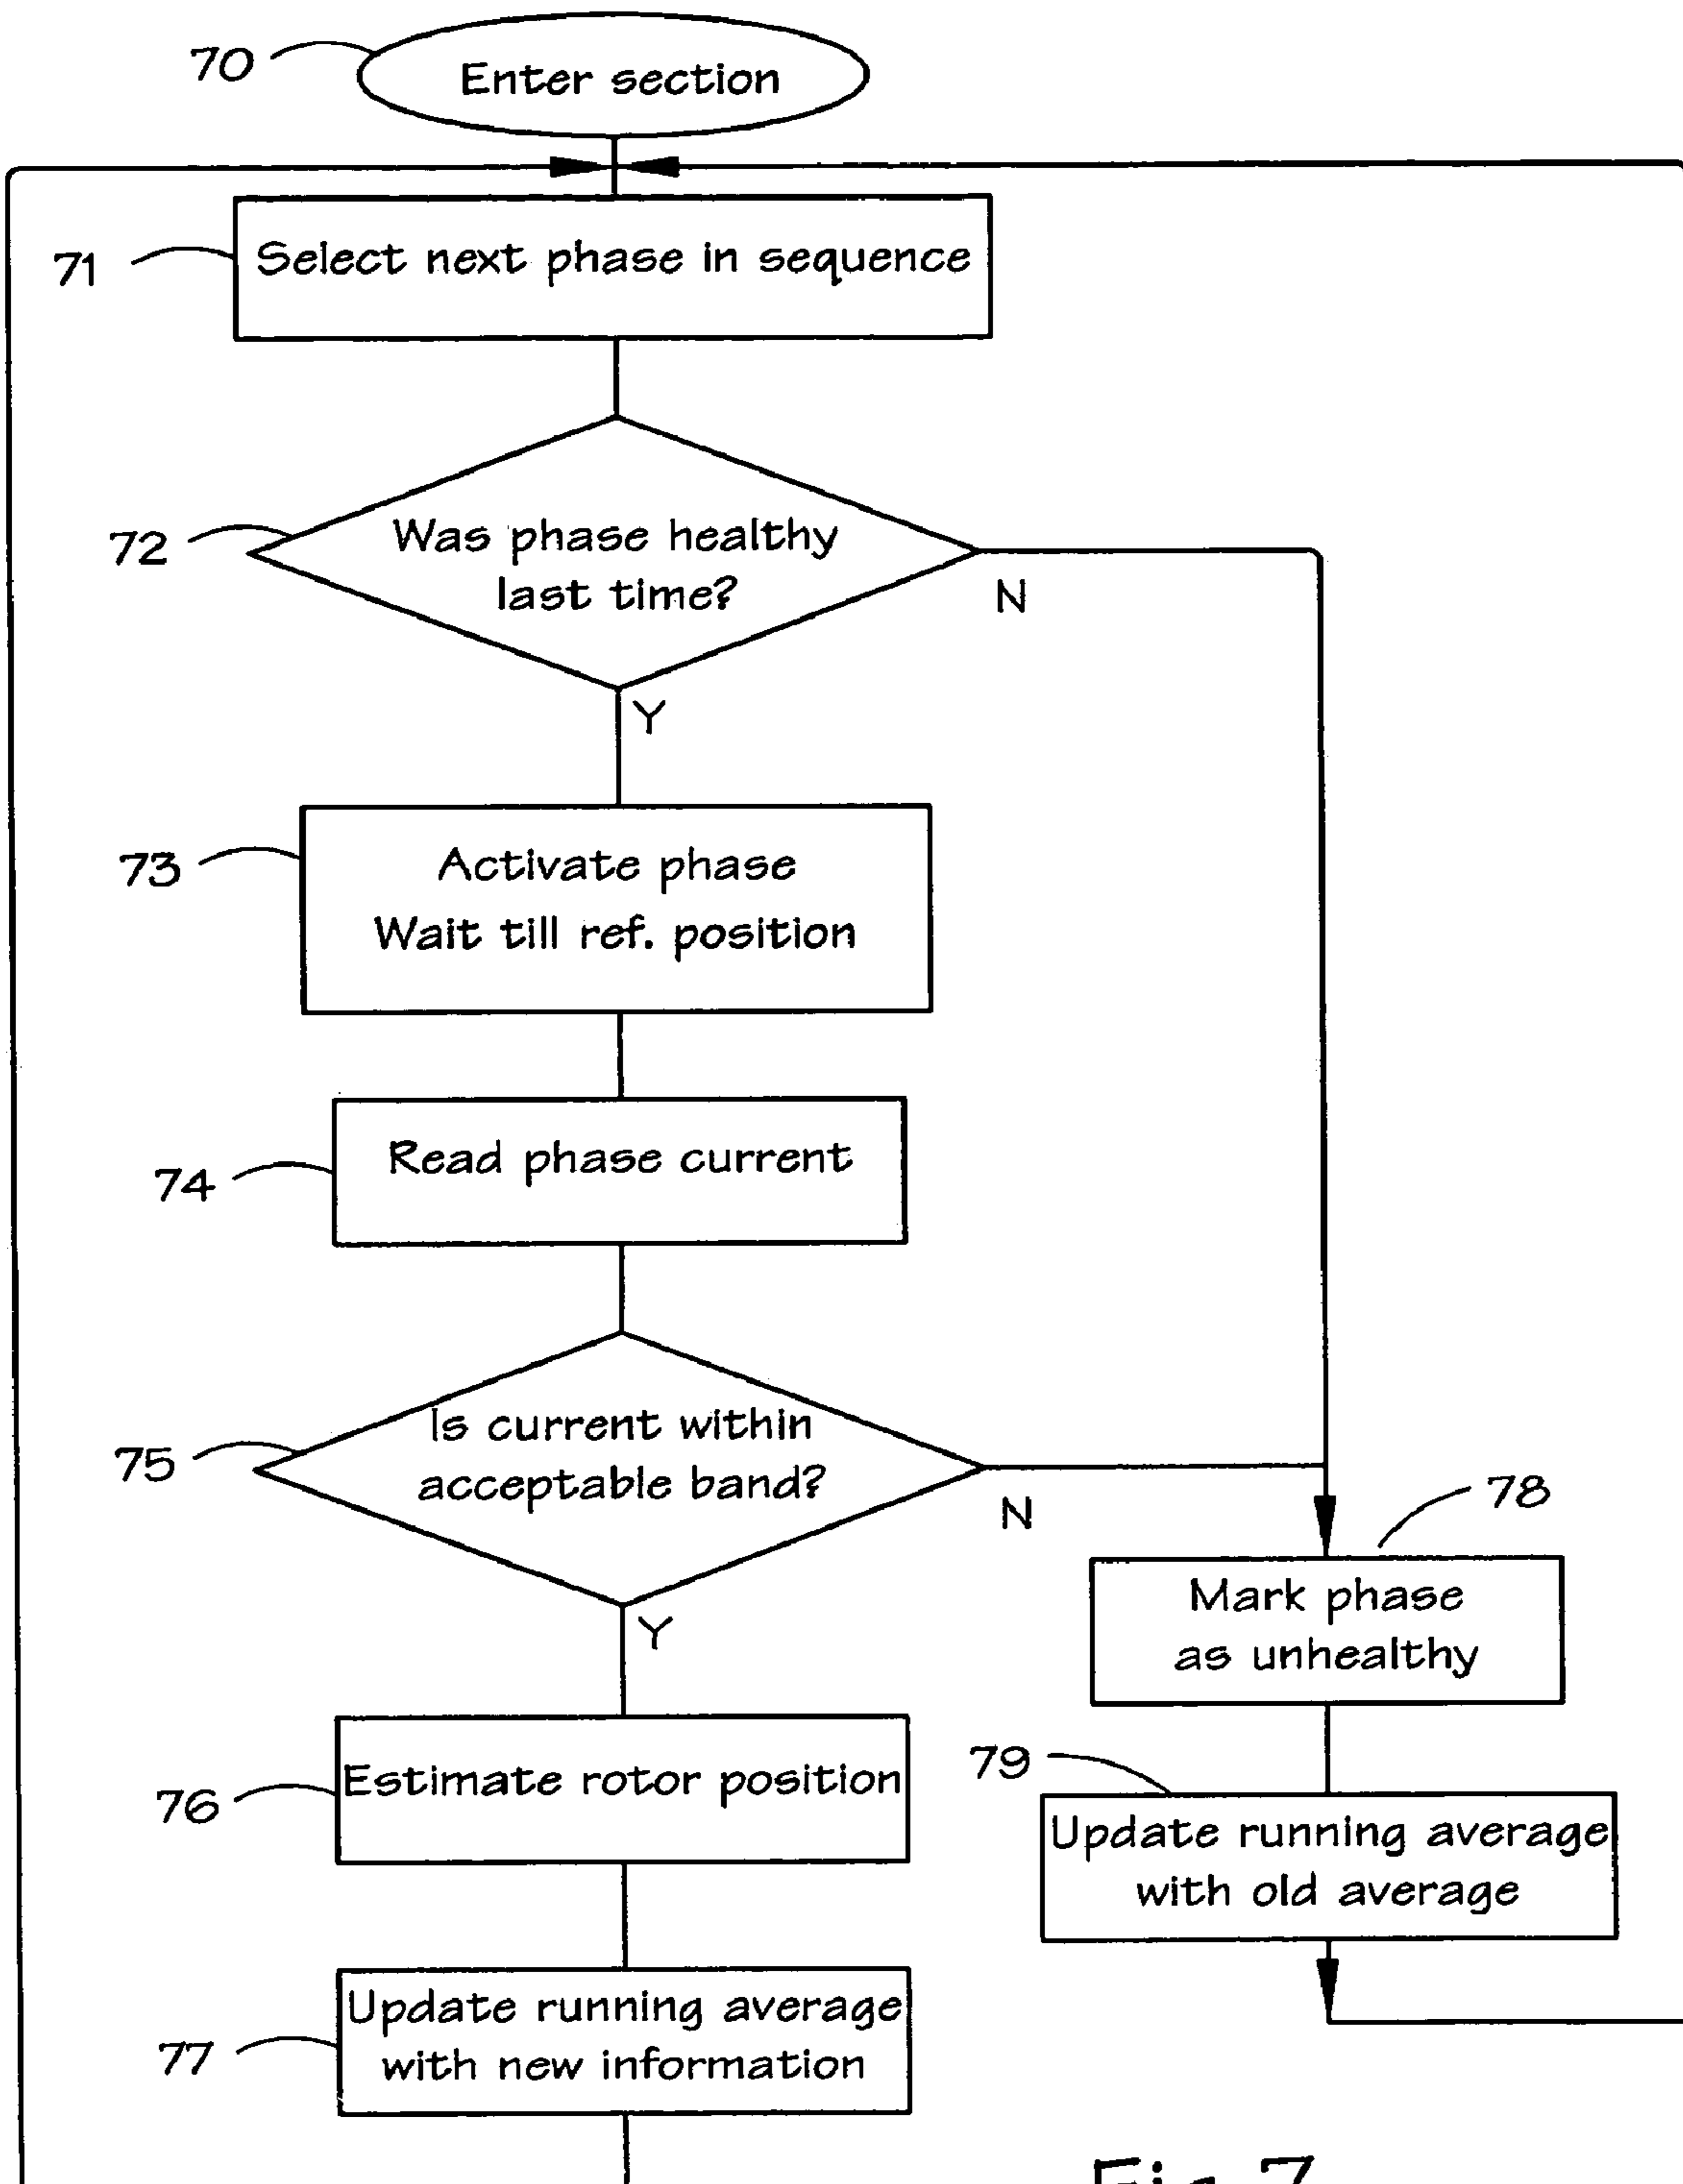 70
Enter section
71
Select next phase in sequence
72
Was phase healthy
last time?
N
Y
73
Activate phase
Wait till ref. position
74
Read phase current
75
Is current within
acceptable band?
N
Y
78
Mark phase
as unhealthy
76
Estimate rotor position
79
Update running average
with old average
77
Update running average
with new information
Fig 7